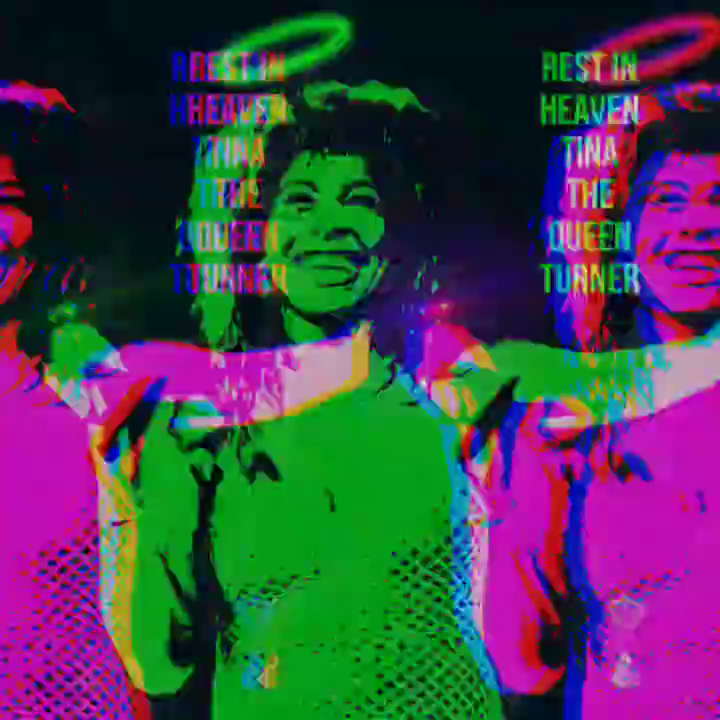 REST IN
HEAVEN
TINA
THE
QUEEN
TURNER
REST IN
HEAVEN
TINA
THE
QUEEN
TURNER